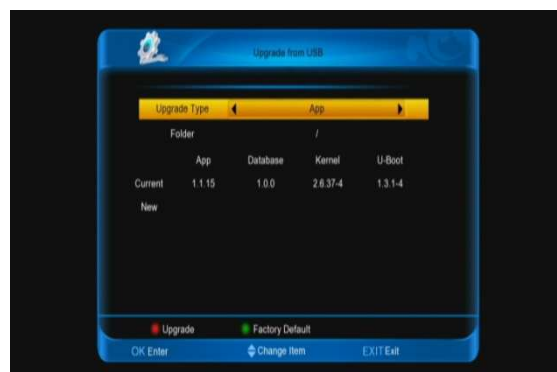 Upgrade from USB
Upgrade Type App
Folder /
App Database Kernel U-Boot
Current 1.1.15 1.0.0 2.6.37-4 1.3.1-4
New
Upgrade Factory Default
OK Enter Change Item EXIT Exit